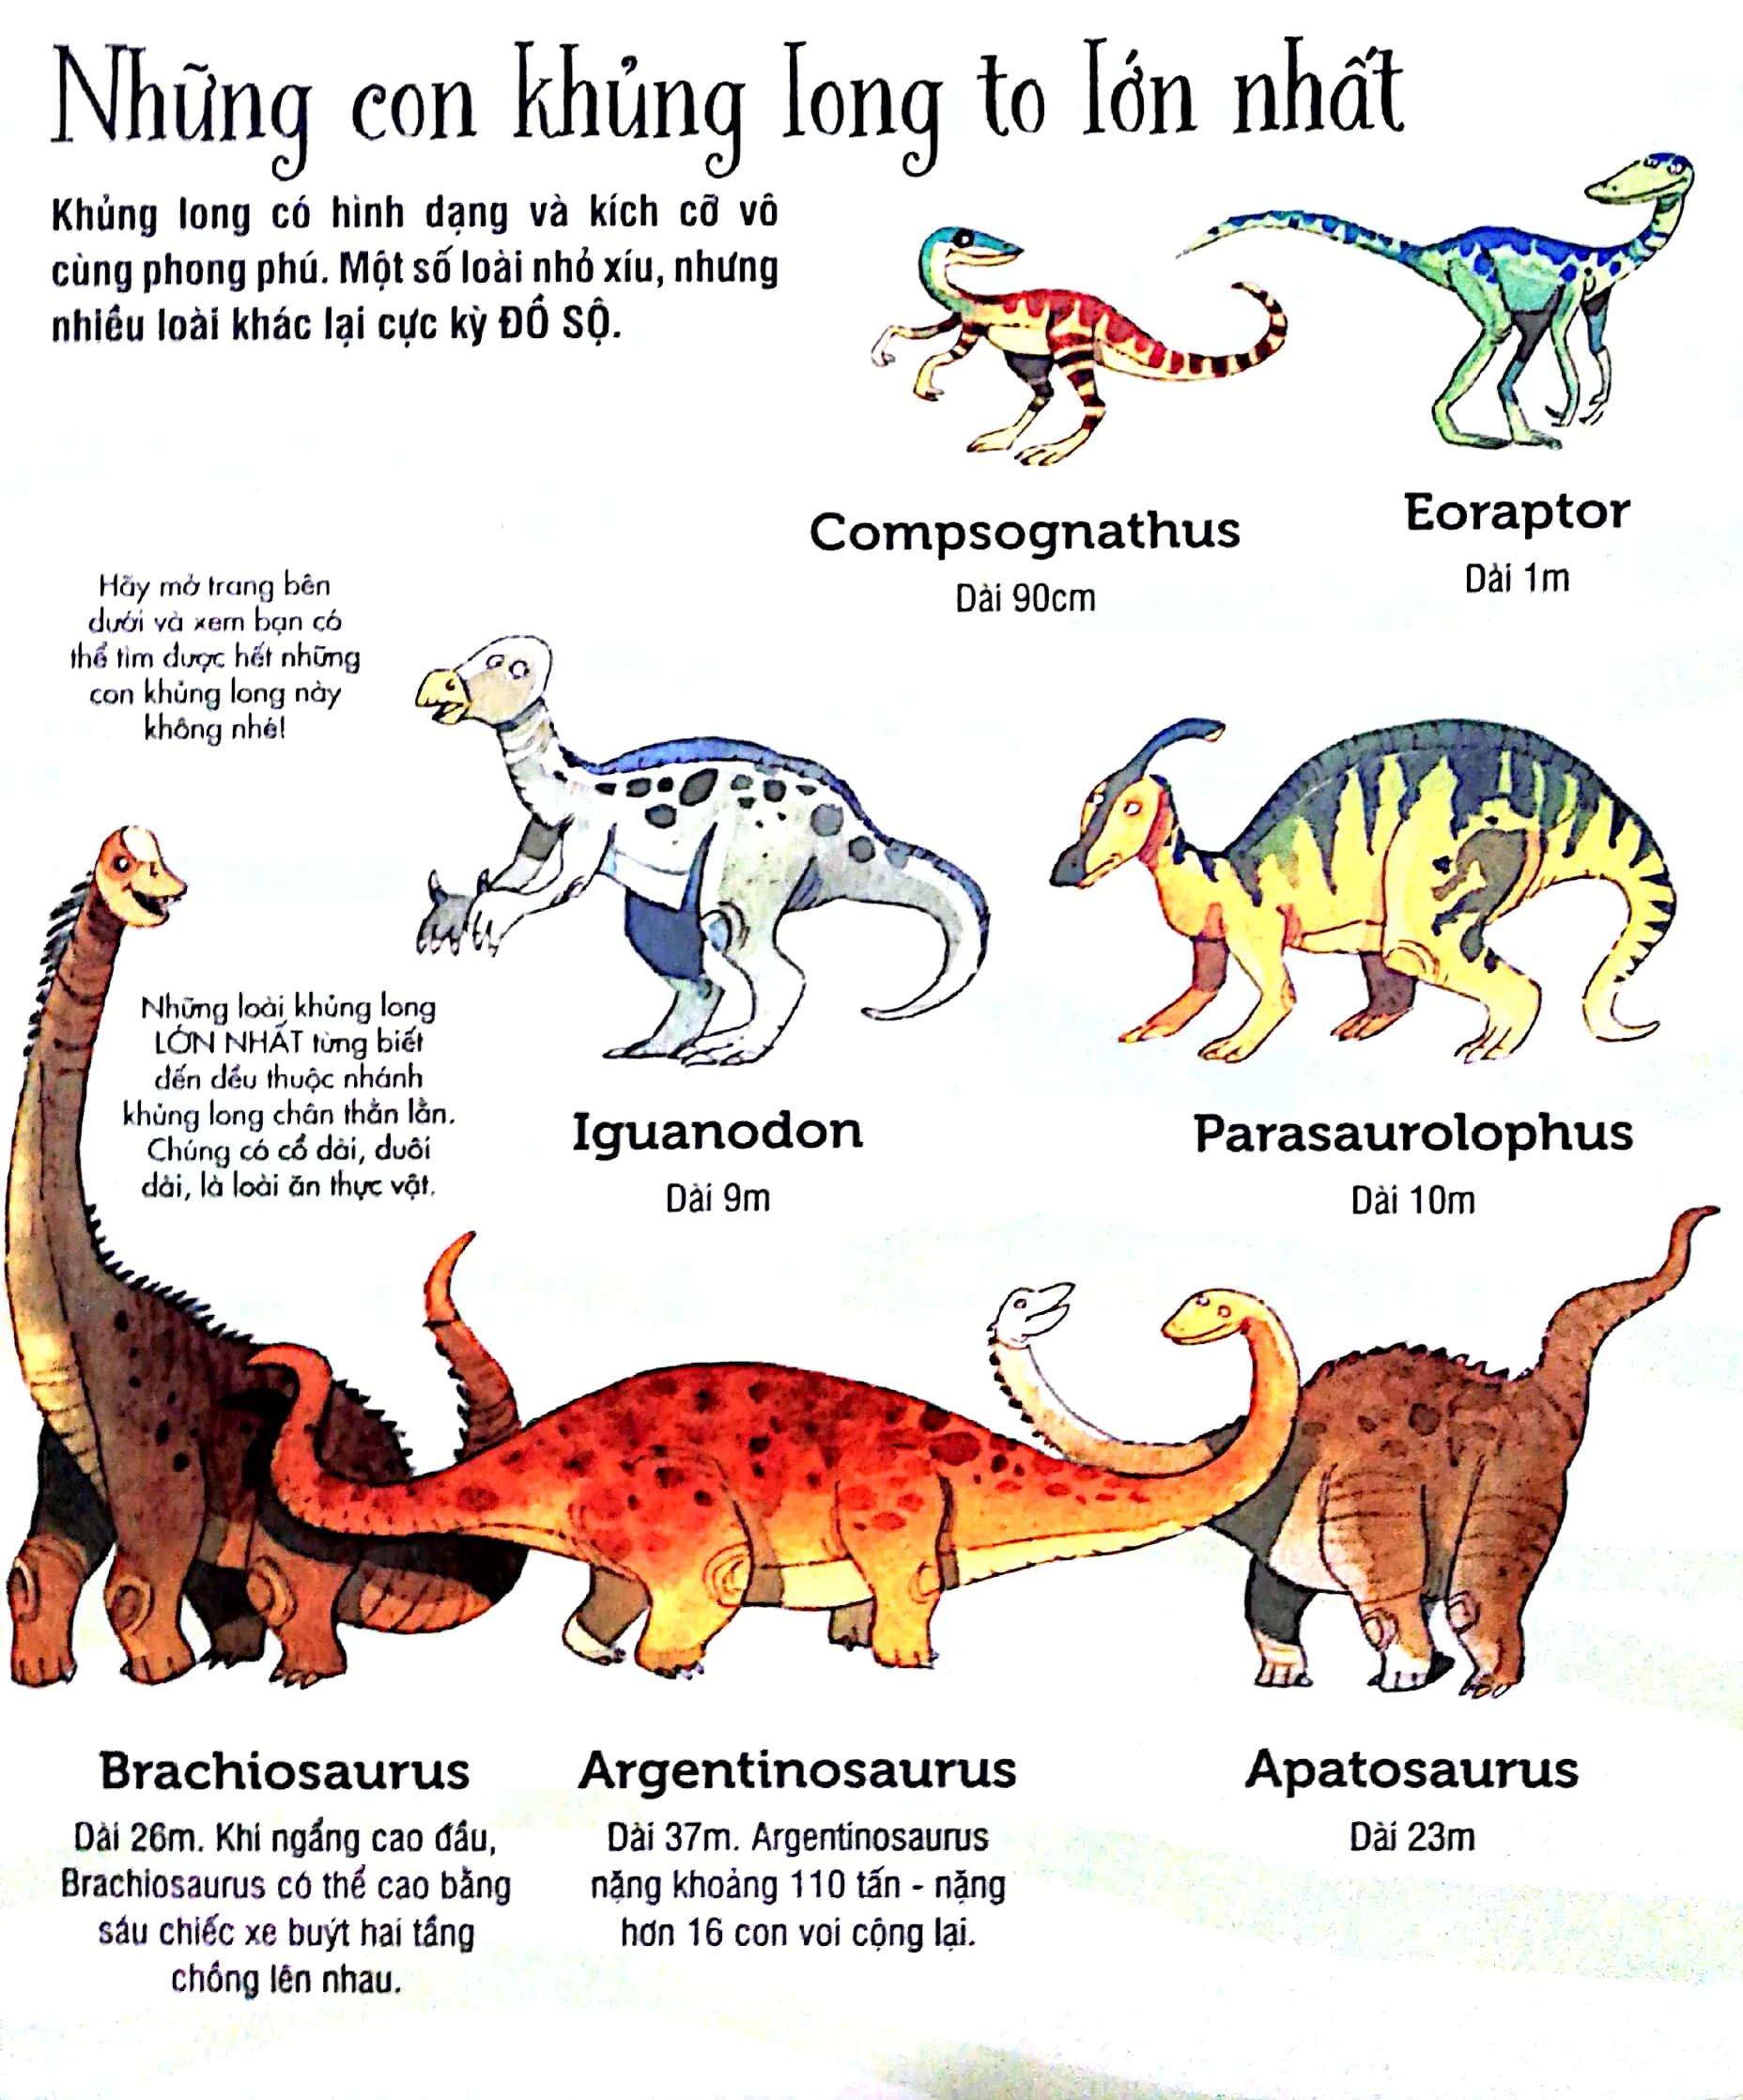 Những con khủng long to lớn nhất
Khủng long có hình dạng và kích cỡ vô
cùng phong phú. Một số loài nhỏ xíu, nhưng
nhiều loài khác lại cực kỳ ĐỒ SỘ.
Compsognathus
Dài 90cm
Eoraptor
Dài 1m
Hãy mở trang bên
dưới và xem bạn có
thể tìm được hết những
con khủng long này
không nhé!
Những loài khủng long
LỚN NHẤT từng biết
đến đều thuộc nhánh
khủng long chân thằn lằn.
Chúng có cổ dài, đuôi
dài, là loài ăn thực vật.
Iguanodon
Dài 9m
Parasaurolophus
Dài 10m
Brachiosaurus
Dài 26m. Khi ngẩng cao đầu,
Brachiosaurus có thể cao bằng
sáu chiếc xe buýt hai tầng
chồng lên nhau.
Argentinosaurus
Dài 37m. Argentinosaurus
nặng khoảng 110 tấn - nặng
hơn 16 con voi cộng lại.
Apatosaurus
Dài 23m